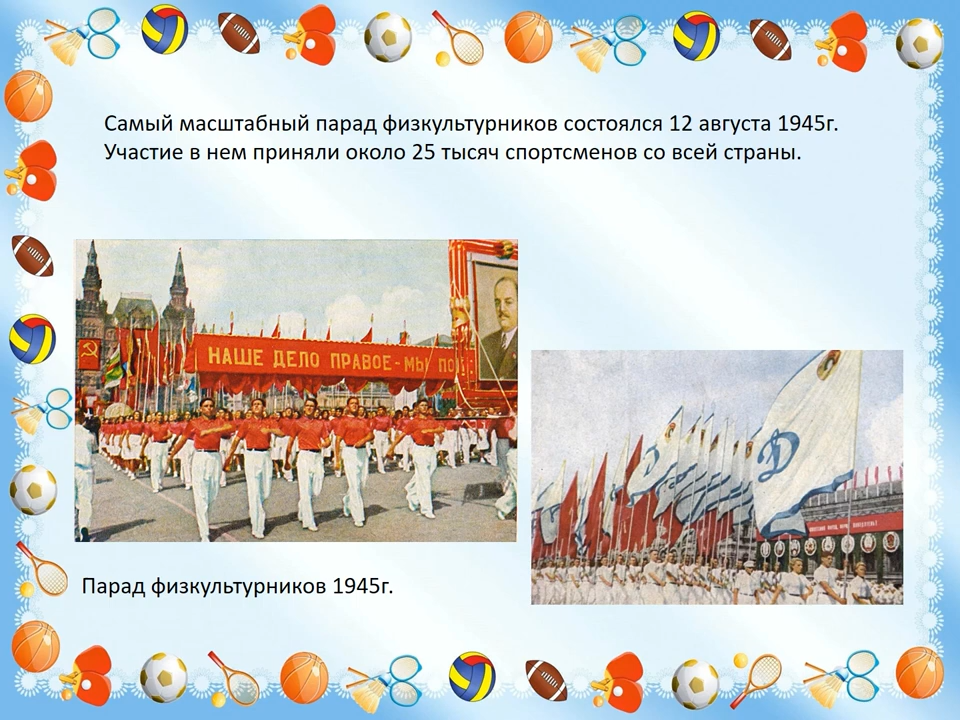 Самый масштабный парад физкультурников состоялся 12 августа 1945г.
Участие в нем приняли около 25 тысяч спортсменов со всей страны.
НАШЕ ДЕЛО ПРАВОЕ - МЫ ПО
Д
Парад физкультурников 1945г.